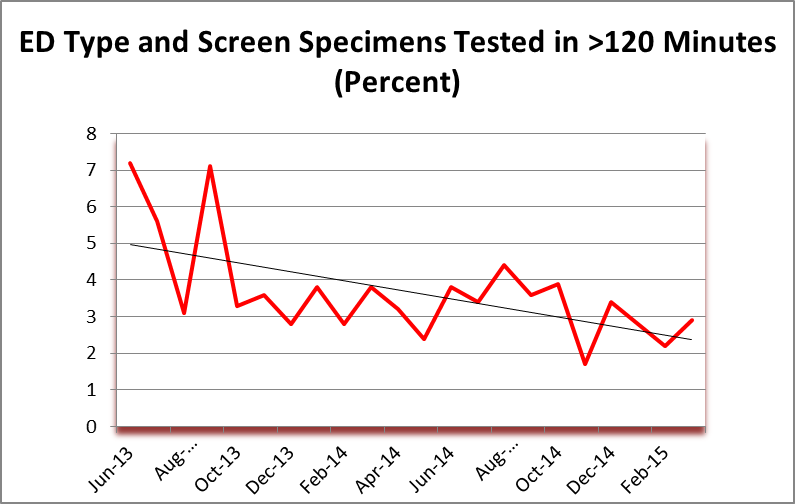 ED Type and Screen Specimens Tested in >120 Minutes
(Percent)
8
7
6
5
4
3
2
1
0
Jun-13
Aug-...
Oct-13
Dec-13
Feb-14
Apr-14
Jun-14
Aug-...
Oct-14
Dec-14
Feb-15